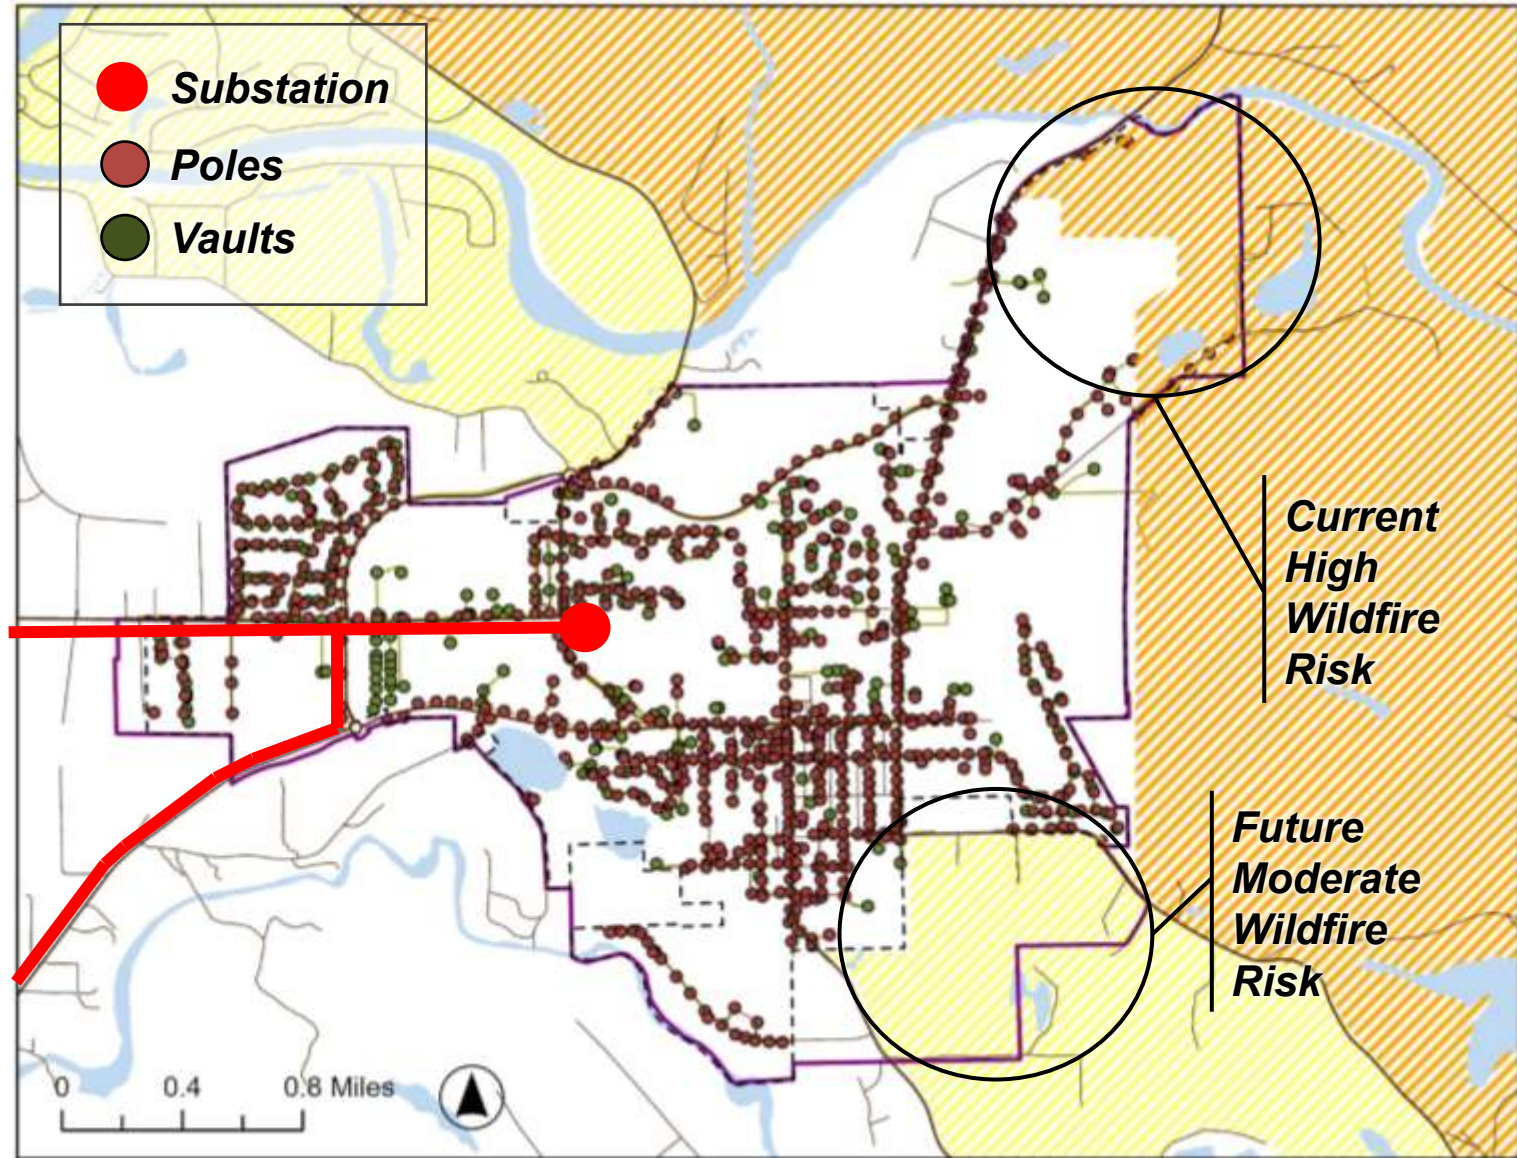 Substation
Poles
Vaults
Current
High
Wildfire
Risk
Future
Moderate
Wildfire
Risk
0 0.4 0.8 Miles